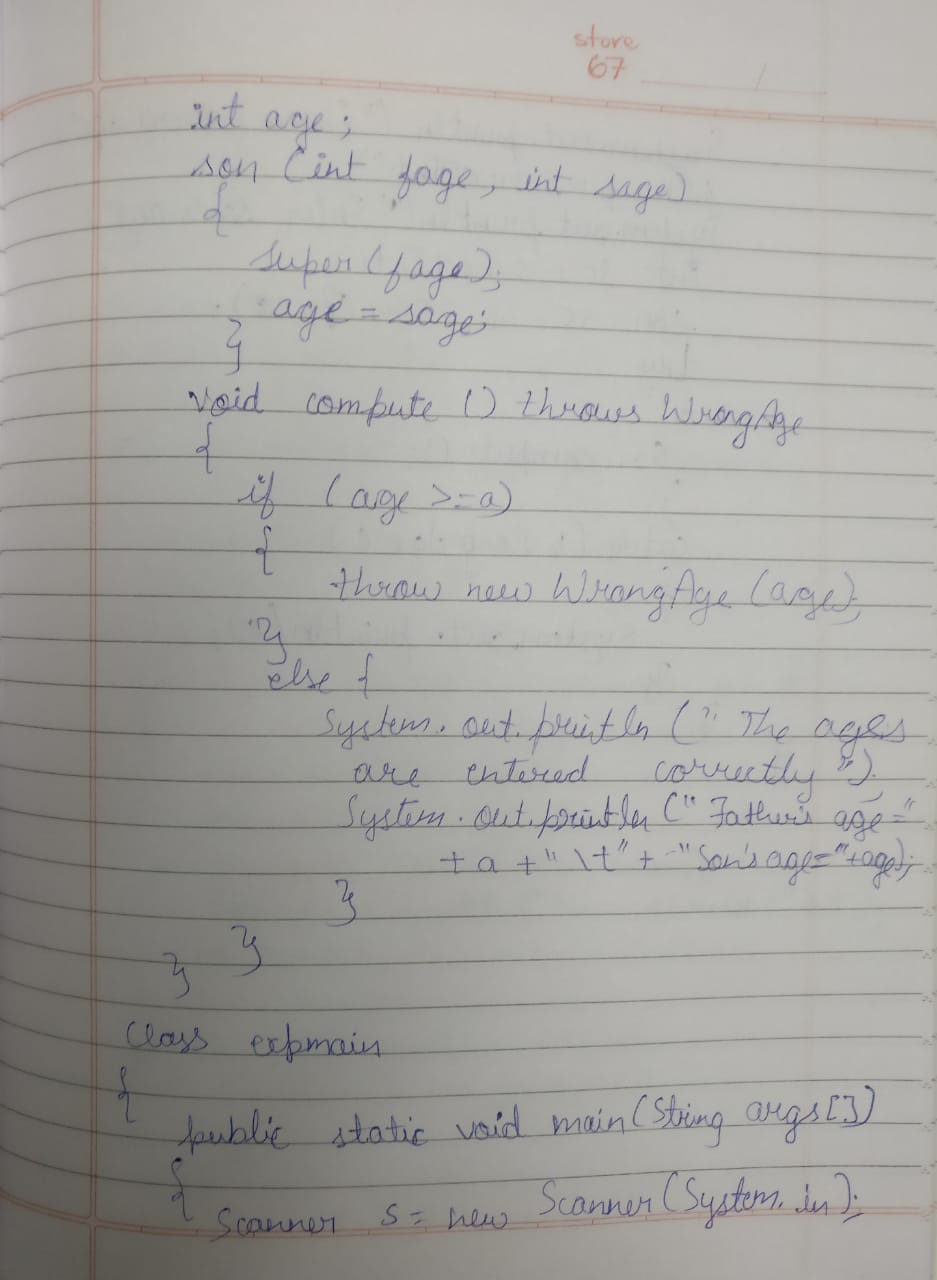 store
67
int age;
son (int fage, int sage)
{
super(fage);
age = sage;
}
void compute () throws WrongAge
{
if (age >= a)
{
throw new WrongAge (age);
}
else {
System.out.println (" The ages
are entered correctly ");
System.out.println (" Father's age="
+ a + " \t" + "Son's age="+age);
}
}
}
class expmain
{
public static void main(String args[])
{
Scanner s = new Scanner(System.in);